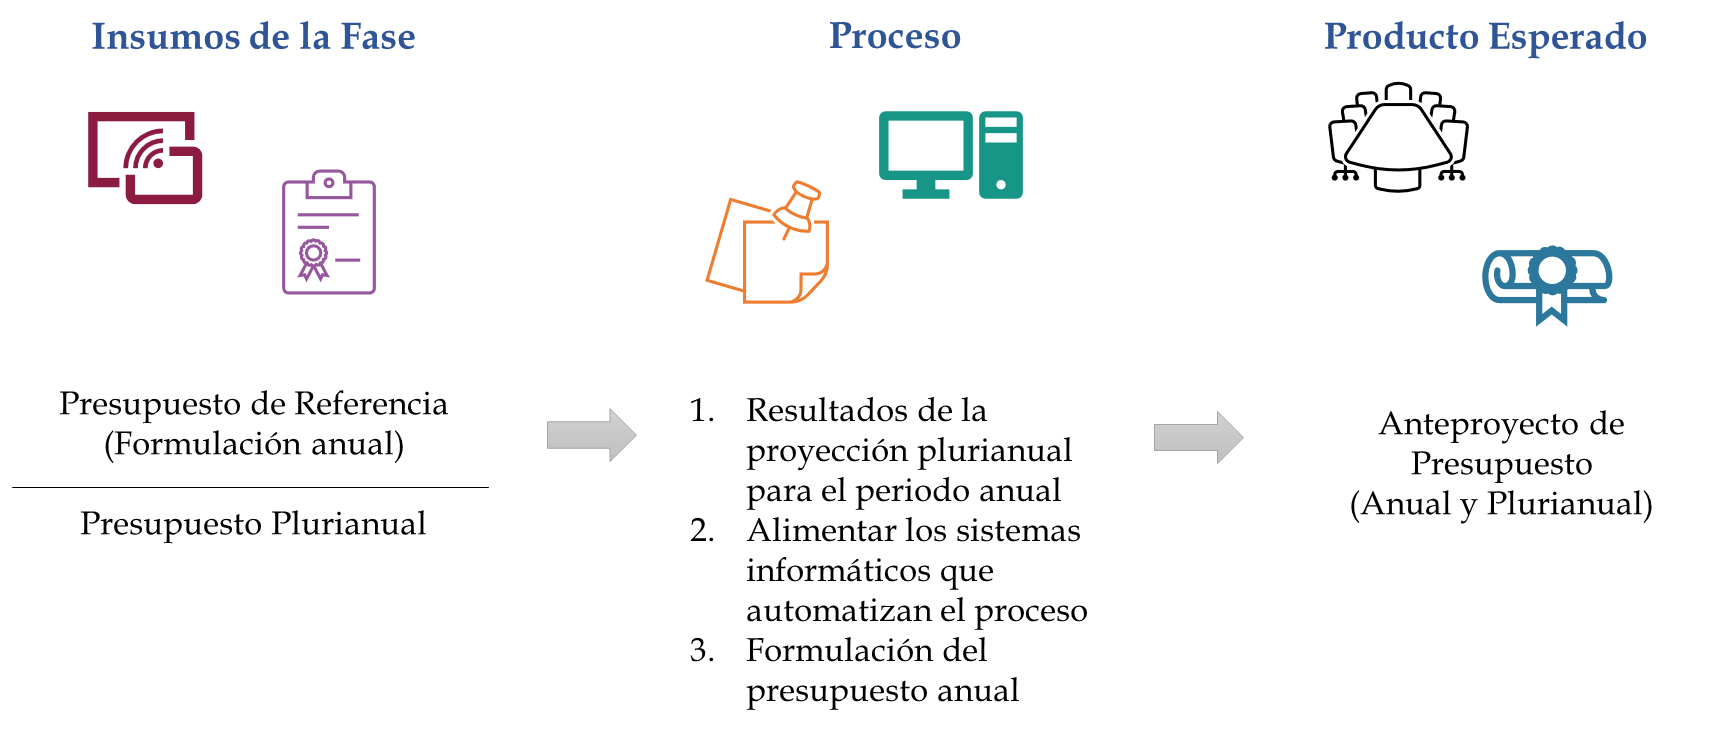 Insumos de la Fase
Proceso
Producto Esperado
Presupuesto de Referencia
(Formulación anual)
Presupuesto Plurianual
1. Resultados de la
proyección plurianual
para el periodo anual
2. Alimentar los sistemas
informáticos que
automatizan el proceso
3. Formulación del
presupuesto anual
Anteproyecto de
Presupuesto
(Anual y Plurianual)